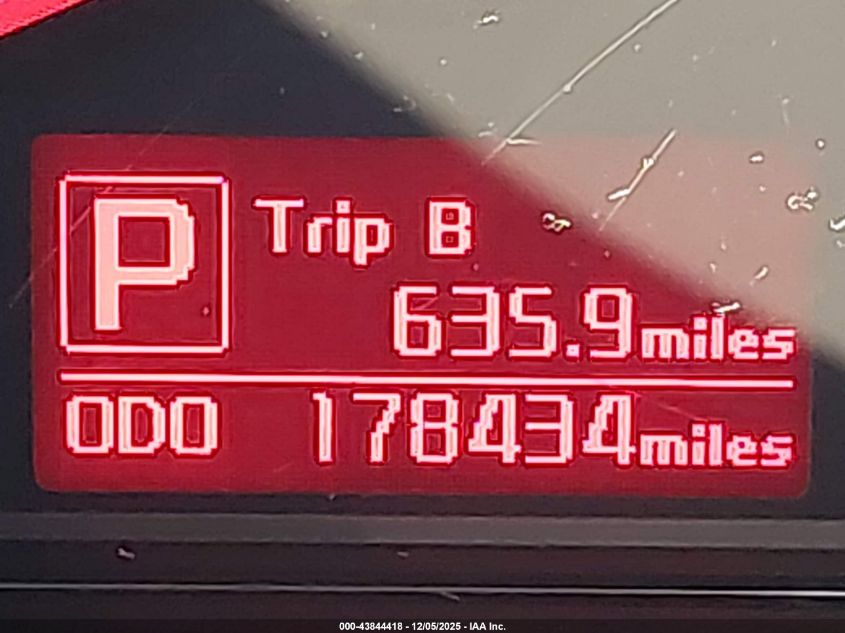 P
Trip B
635.9miles
ODO 178434miles
000-43844418 - 12/05/2025 - IAA Inc.